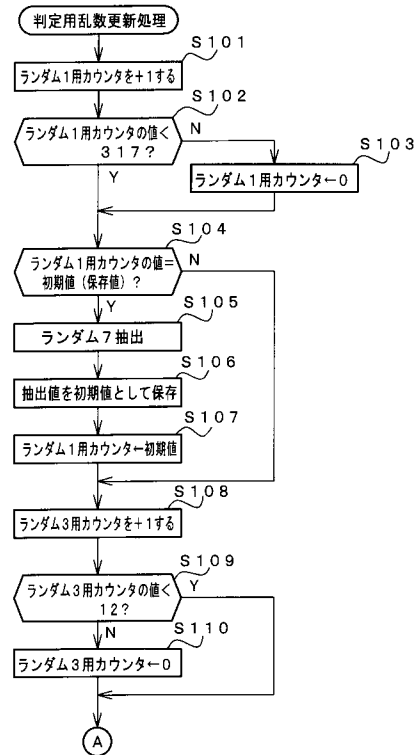 判定用乱数更新処理
S101
ランダム1用カウンタを+1する
S102
ランダム1用カウンタの値<
317?
N
Y
S103
ランダム1用カウンタ←0
S104
ランダム1用カウンタの値=
初期値(保存値)?
N
Y
S105
ランダム7抽出
S106
抽出値を初期値として保存
S107
ランダム1用カウンタ←初期値
S108
ランダム3用カウンタを+1する
S109
ランダム3用カウンタの値<
12?
Y
N
S110
ランダム3用カウンタ←0
A